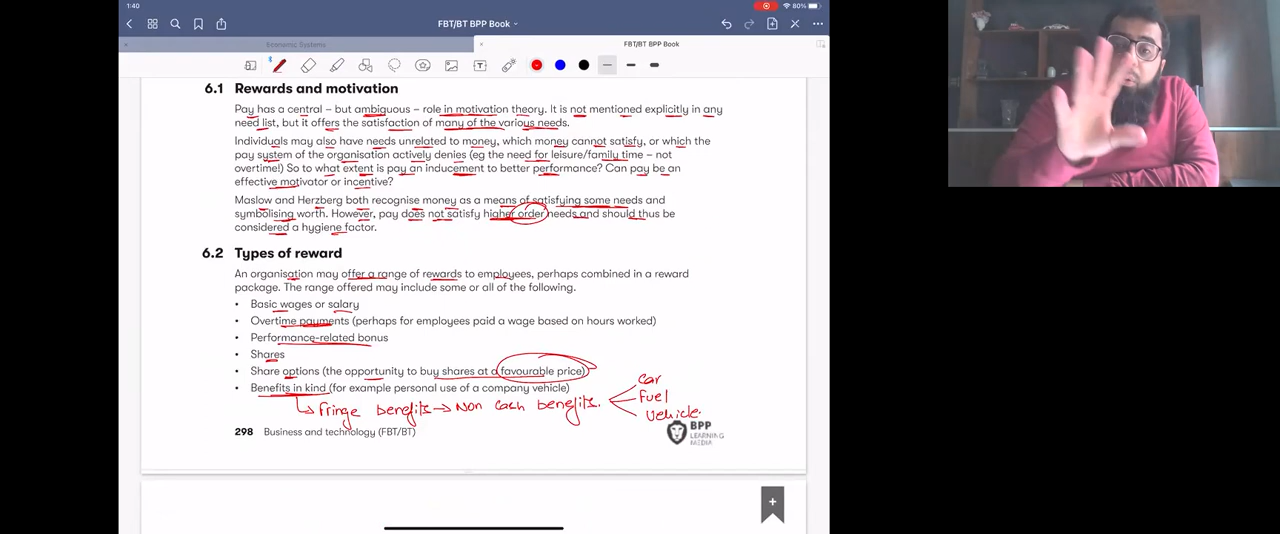 1:40
80%
FBT/BT BPP Book
Economic Systems
FBT/BT BPP Book
6.1 Rewards and motivation
Pay has a central – but ambiguous – role in motivation theory. It is not mentioned explicitly in any
need list, but it offers the satisfaction of many of the various needs.
Individuals may also have needs unrelated to money, which money cannot satisfy, or which the
pay system of the organisation actively denies (eg the need for leisure/family time – not
overtime!) So to what extent is pay an inducement to better performance? Can pay be an
effective motivator or incentive?
Maslow and Herzberg both recognise money as a means of satisfying some needs and
symbolising worth. However, pay does not satisfy higher order needs and should thus be
considered a hygiene factor.
6.2 Types of reward
An organisation may offer a range of rewards to employees, perhaps combined in a reward
package. The range offered may include some or all of the following.
• Basic wages or salary
• Overtime payments (perhaps for employees paid a wage based on hours worked)
• Performance-related bonus
• Shares
• Share options (the opportunity to buy shares at a favourable price)
• Benefits in kind (for example personal use of a company vehicle)
Fringe benefits → Non cash benefits.
car
Fuel
vehicle.
298 Business and technology (FBT/BT)
BPP
LEARNING
MEDIA